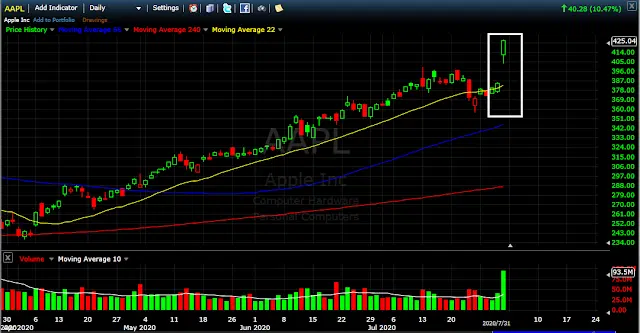 AAPL Add Indicator Daily Settings 40.28 (10.47%)
Apple Inc Add to Portfolio Drawings
Price History Moving Average 66 Moving Average 240 Moving Average 22
425.04
414.00
405.00
396.00
387.00
378.00
369.00
360.00
351.00
342.00
333.00
324.00
315.00
306.00
297.00
288.00
279.00
270.00
261.00
252.00
243.00
234.00
AAPL
Apple Inc
Computer Hardware
Personal Computers
X Volume Moving Average 10
93.5M
75.0M
50.0M
25.0M
30 6 13 20 27 11 18 26 8 15 22 29 6 13 20 2020/7/31 10 17 24
2020 May 2020 Jun 2020 Jul 2020